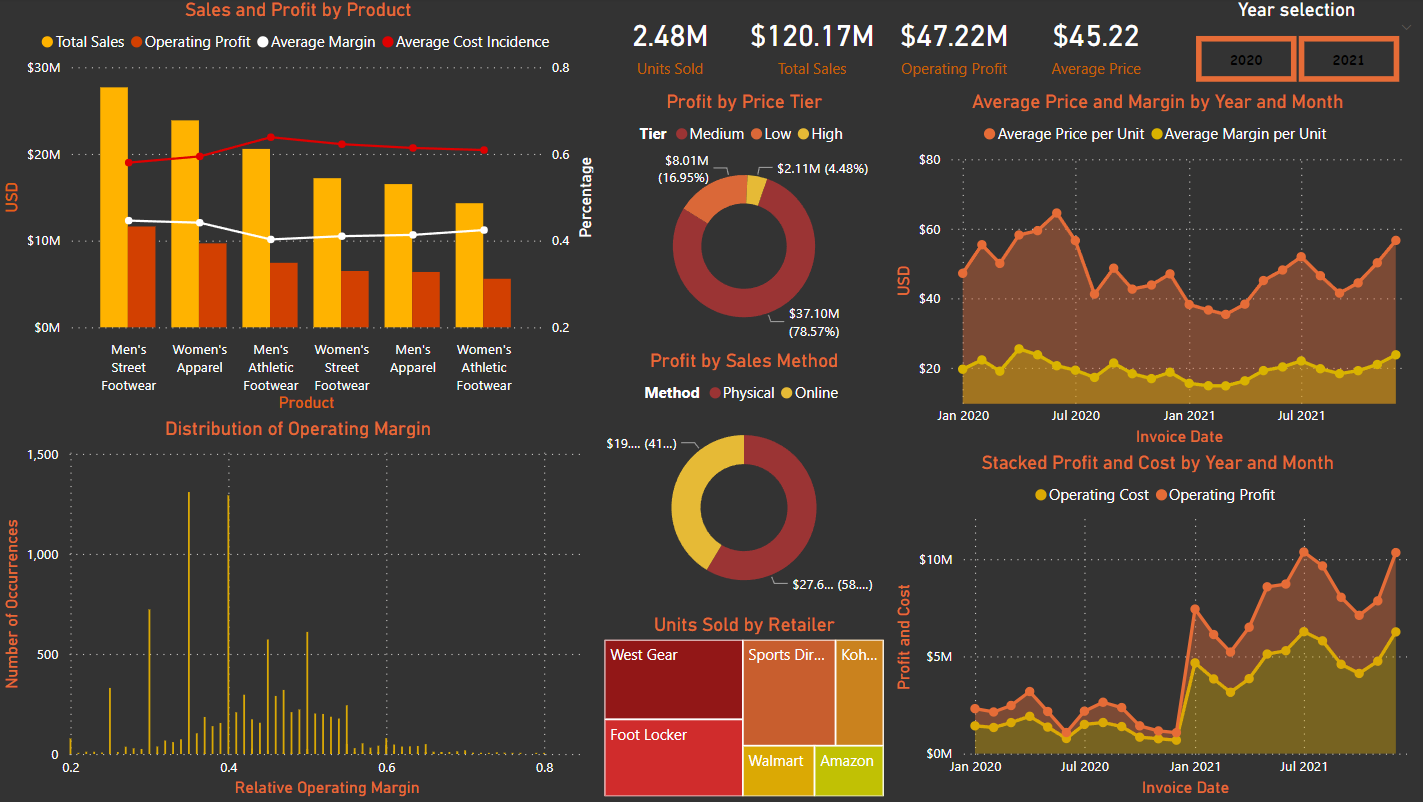 Sales and Profit by Product
Total Sales Operating Profit Average Margin Average Cost Incidence
$30M
$20M
$10M
$0M
USD
0.8
0.6
0.4
0.2
Percentage
Men's Street Footwear
Women's Apparel
Men's Athletic Footwear
Women's Street Footwear
Men's Apparel
Women's Athletic Footwear
Product
2.48M
Units Sold
$120.17M
Total Sales
$47.22M
Operating Profit
$45.22
Average Price
Year selection
2020
2021
Profit by Price Tier
Tier Medium Low High
$8.01M
(16.95%)
$2.11M (4.48%)
$37.10M
(78.57%)
Average Price and Margin by Year and Month
Average Price per Unit Average Margin per Unit
$80
$60
$40
$20
USD
Jan 2020
Jul 2020
Jan 2021
Jul 2021
Invoice Date
Profit by Sales Method
Method Physical Online
$19.... (41...)
$27.6... (58....)
Distribution of Operating Margin
1,500
1,000
500
0
Number of Occurrences
0.2
0.4
0.6
0.8
Relative Operating Margin
Units Sold by Retailer
West Gear
Sports Dir...
Koh...
Foot Locker
Walmart
Amazon
Stacked Profit and Cost by Year and Month
Operating Cost Operating Profit
$10M
$5M
$0M
Profit and Cost
Jan 2020
Jul 2020
Jan 2021
Jul 2021
Invoice Date